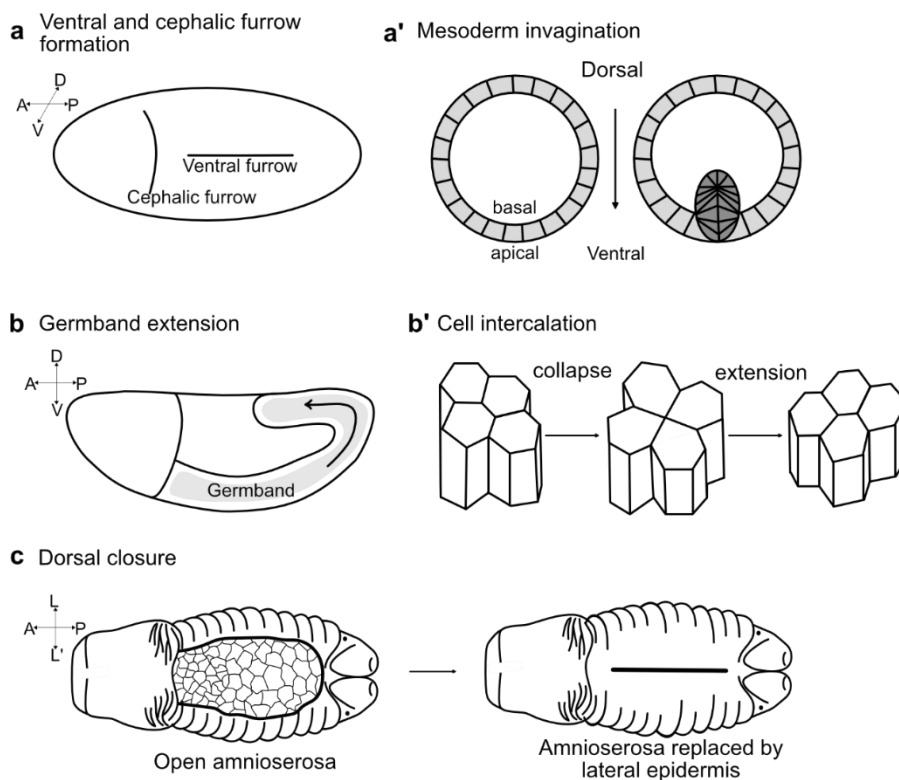 a Ventral and cephalic furrow
formation
D
A P
V
Ventral furrow
Cephalic furrow
a' Mesoderm invagination
Dorsal
basal
apical
Ventral
b Germband extension
D
A P
V
Germband
b' Cell intercalation
collapse
extension
c Dorsal closure
L
A P
L'
Open amnioserosa
Amnioserosa replaced by
lateral epidermis